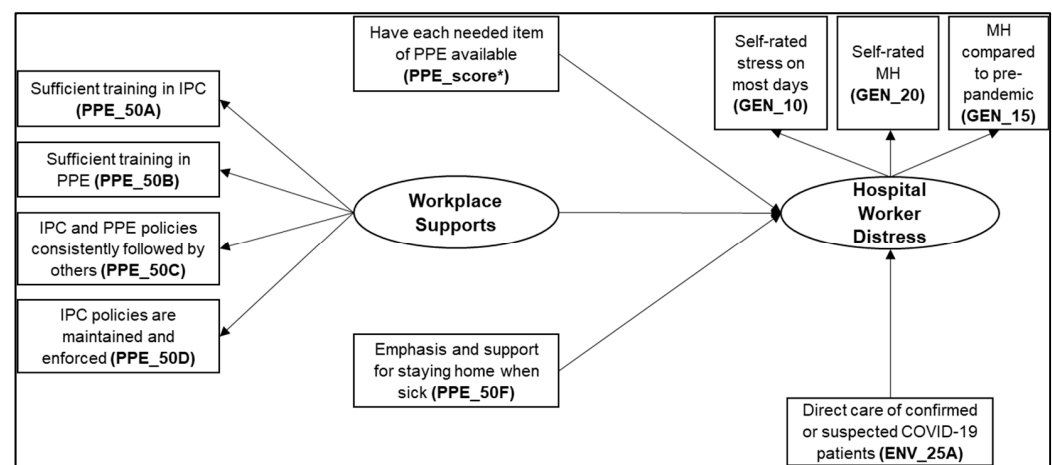 Sufficient training in IPC
(PPE_50A)
Sufficient training in
PPE (PPE_50B)
IPC and PPE policies
consistently followed by
others (PPE_50C)
IPC policies are
maintained and
enforced (PPE_50D)
Have each needed item
of PPE available
(PPE_score*)
Workplace
Supports
Emphasis and support
for staying home when
sick (PPE_50F)
Self-rated
stress on
most days
(GEN_10)
Self-rated
MH
(GEN_20)
MH
compared
to pre-
pandemic
(GEN_15)
Hospital
Worker
Distress
Direct care of confirmed
or suspected COVID-19
patients (ENV_25A)